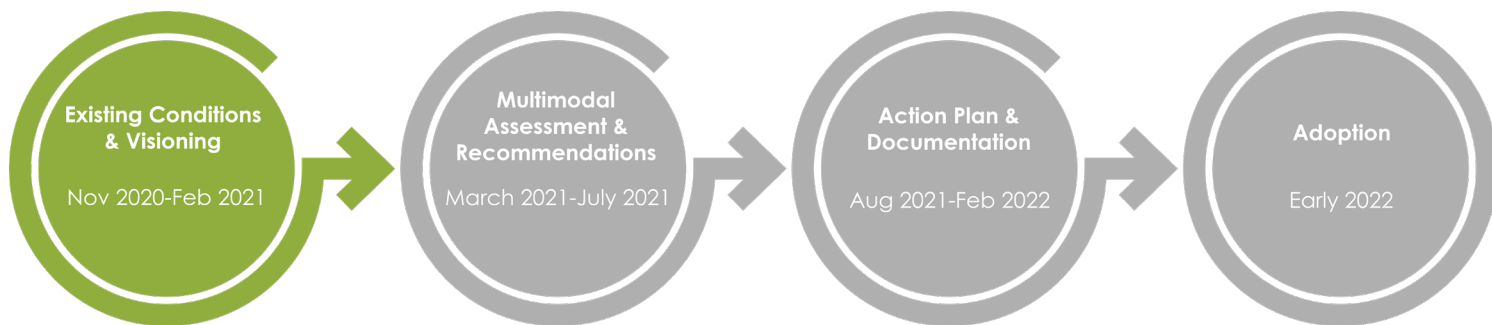 Existing Conditions
& Visioning
Nov 2020-Feb 2021
Multimodal
Assessment &
Recommendations
March 2021-July 2021
Action Plan &
Documentation
Aug 2021-Feb 2022
Adoption
Early 2022